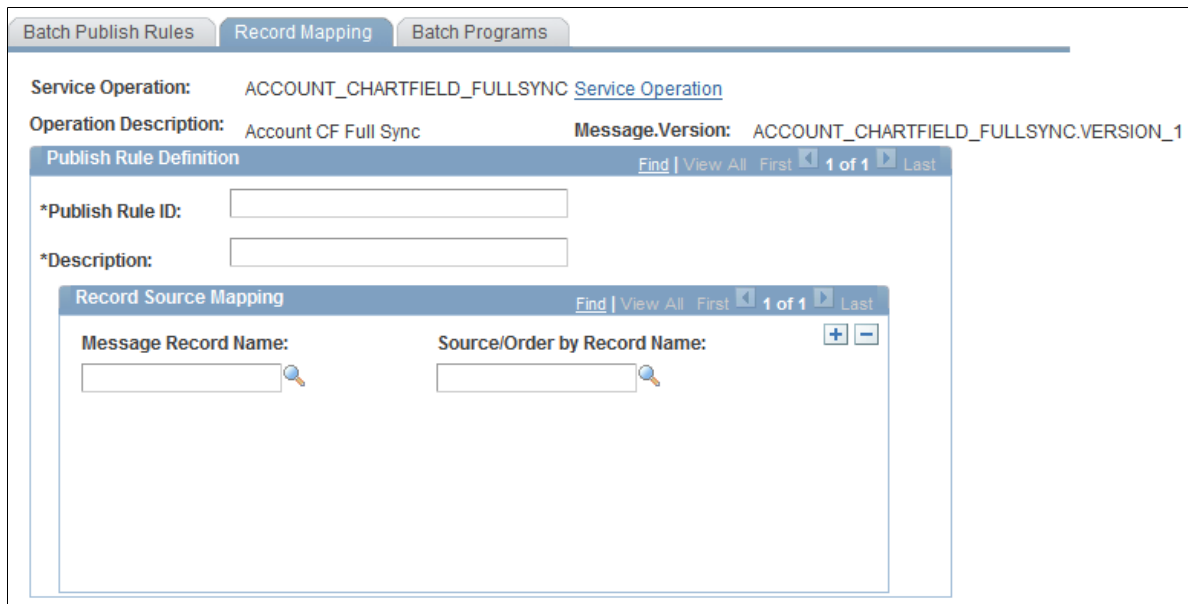 Batch Publish Rules Record Mapping Batch Programs
Service Operation: ACCOUNT_CHARTFIELD_FULLSYNC Service Operation
Operation Description: Account CF Full Sync Message.Version: ACCOUNT_CHARTFIELD_FULLSYNC.VERSION_1
Publish Rule Definition Find | View All First 1 of 1 Last
*Publish Rule ID:
*Description:
Record Source Mapping Find | View All First 1 of 1 Last
Message Record Name: Source/Order by Record Name: